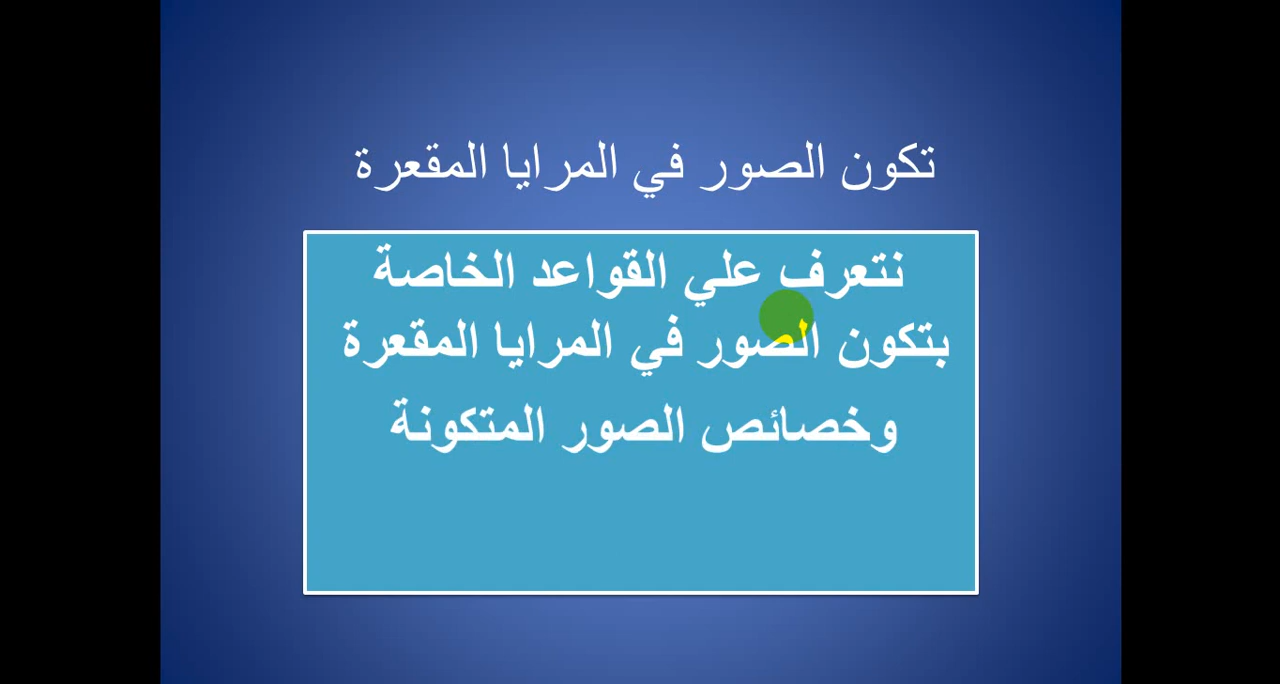 تكون الصور في المرايا المقعرة
نتعرف علي القواعد الخاصة
بتكون الصور في المرايا المقعرة
وخصائص الصور المتكونة